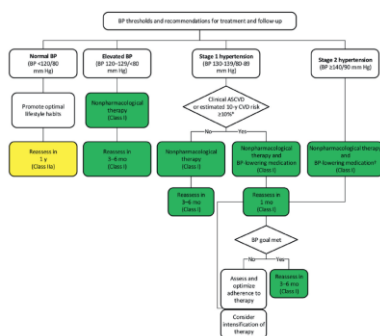 BP thresholds and recommendations for treatment and follow up
Normal BP
(BP <120/80
mm Hg)
Elevated BP
(BP 120–129/<80
mm Hg)
Stage 1 hypertension
(BP 130-139/80-89
mm Hg)
Stage 2 hypertension
(BP ≥140/90 mm Hg)
Promote optimal
lifestyle habits
Nonpharmacological
therapy
(Class I)
Clinical ASCVD
or estimated 10-y CVD risk
≥10%*
No
Yes
Reassess in
1 y
(Class IIa)
Reassess in
3–6 mo
(Class I)
Nonpharmacological
therapy
(Class I)
Nonpharmacological
therapy and
BP-lowering medication
(Class I)
Nonpharmacological therapy
and
BP-lowering medication
(Class I)
Reassess in
3–6 mo
(Class I)
Reassess in
1 mo
(Class I)
BP goal met
No
Yes
Assess and
optimize
adherence to
therapy
Reassess in
3–6 mo
(Class I)
Consider
intensification of
therapy